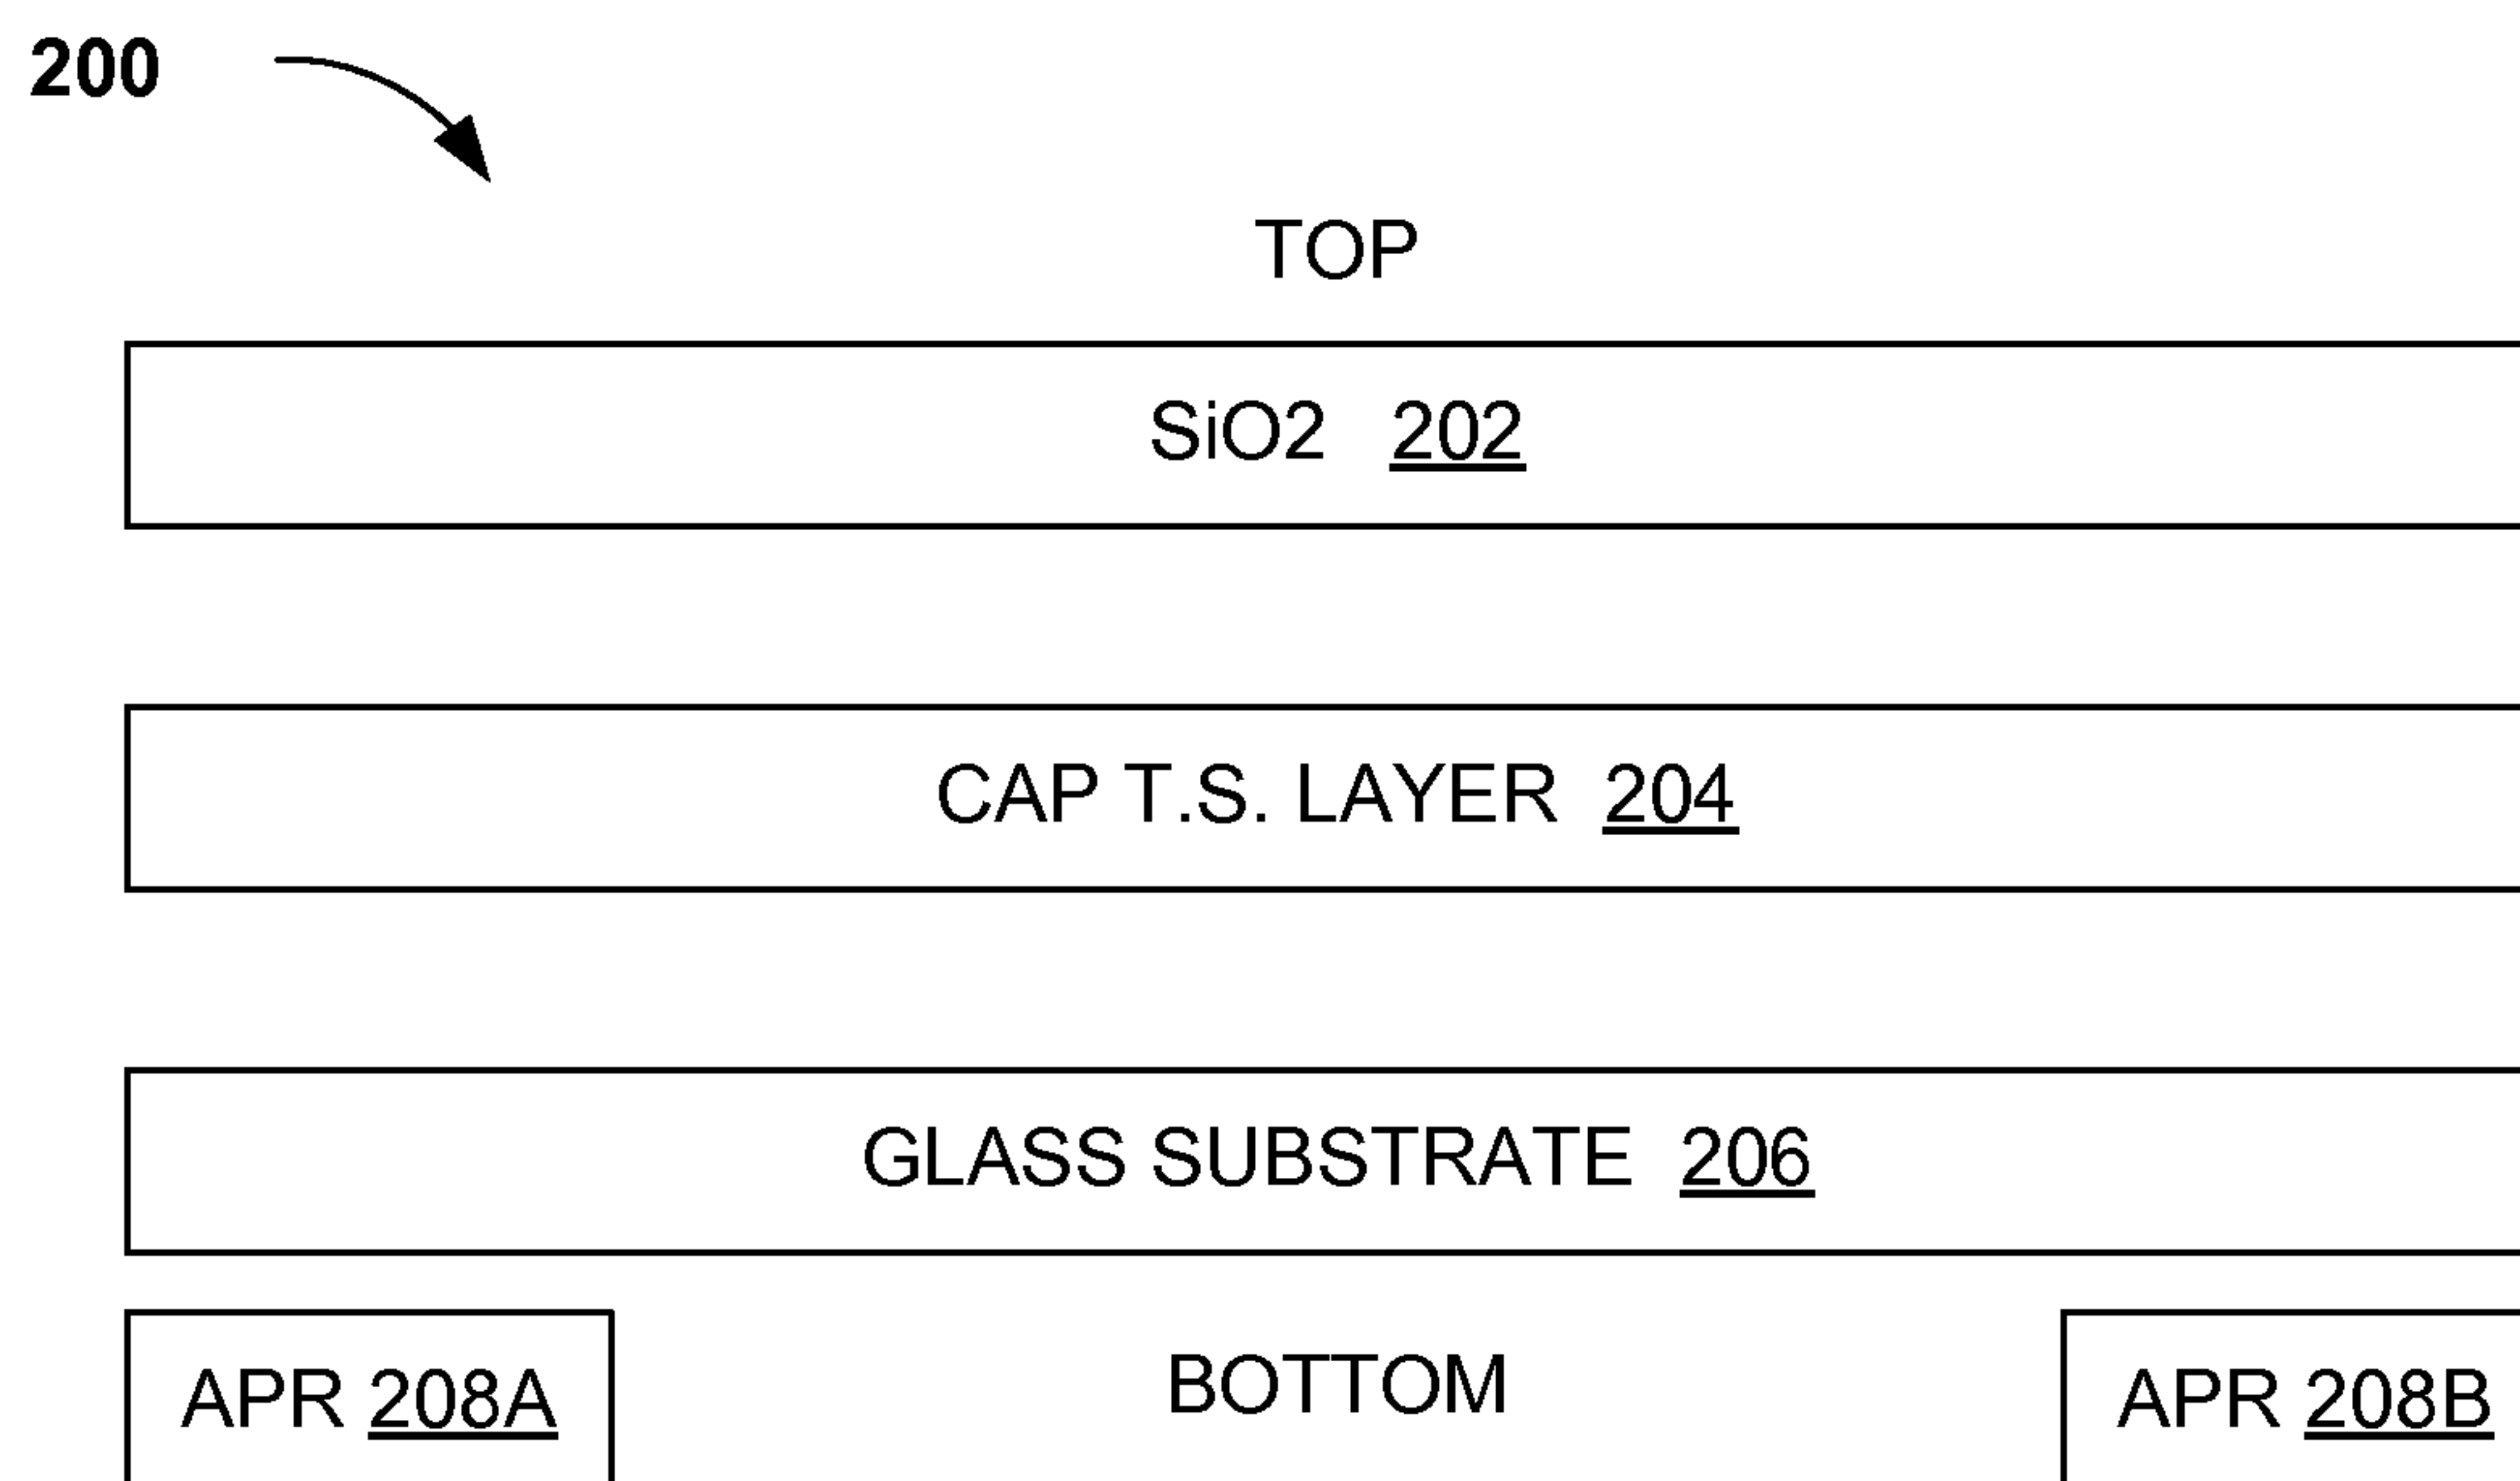 200
TOP
SiO2 202
CAP T.S. LAYER 204
GLASS SUBSTRATE 206
APR 208A
BOTTOM
APR 208B